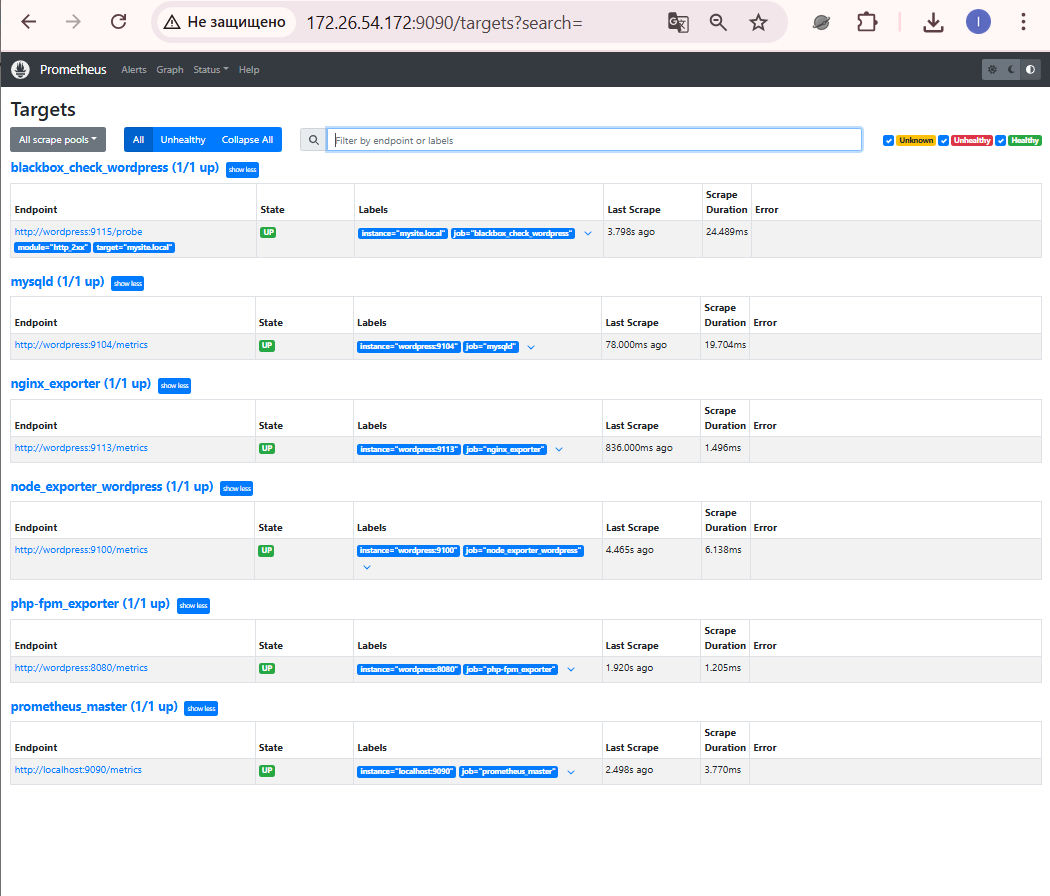 Не защищено 172.26.54.172:9090/targets?search= I
Prometheus Alerts Graph Status Help
Targets
All scrape pools All Unhealthy Collapse All Filter by endpoint or labels Unknown Unhealthy Healthy
blackbox_check_wordpress (1/1 up) show less
Endpoint State Labels Last Scrape Scrape Duration Error
http://wordpress:9115/probe UP instance="mysite.local" job="blackbox_check_wordpress" 3.798s ago 24.489ms
module="http_2xx" target="mysite.local"
mysqld (1/1 up) show less
Endpoint State Labels Last Scrape Scrape Duration Error
http://wordpress:9104/metrics UP instance="wordpress:9104" job="mysqld" 78.000ms ago 19.704ms
nginx_exporter (1/1 up) show less
Endpoint State Labels Last Scrape Scrape Duration Error
http://wordpress:9113/metrics UP instance="wordpress:9113" job="nginx_exporter" 836.000ms ago 1.496ms
node_exporter_wordpress (1/1 up) show less
Endpoint State Labels Last Scrape Scrape Duration Error
http://wordpress:9100/metrics UP instance="wordpress:9100" job="node_exporter_wordpress" 4.465s ago 6.138ms
php-fpm_exporter (1/1 up) show less
Endpoint State Labels Last Scrape Scrape Duration Error
http://wordpress:8080/metrics UP instance="wordpress:8080" job="php-fpm_exporter" 1.920s ago 1.205ms
prometheus_master (1/1 up) show less
Endpoint State Labels Last Scrape Scrape Duration Error
http://localhost:9090/metrics UP instance="localhost:9090" job="prometheus_master" 2.498s ago 3.770ms